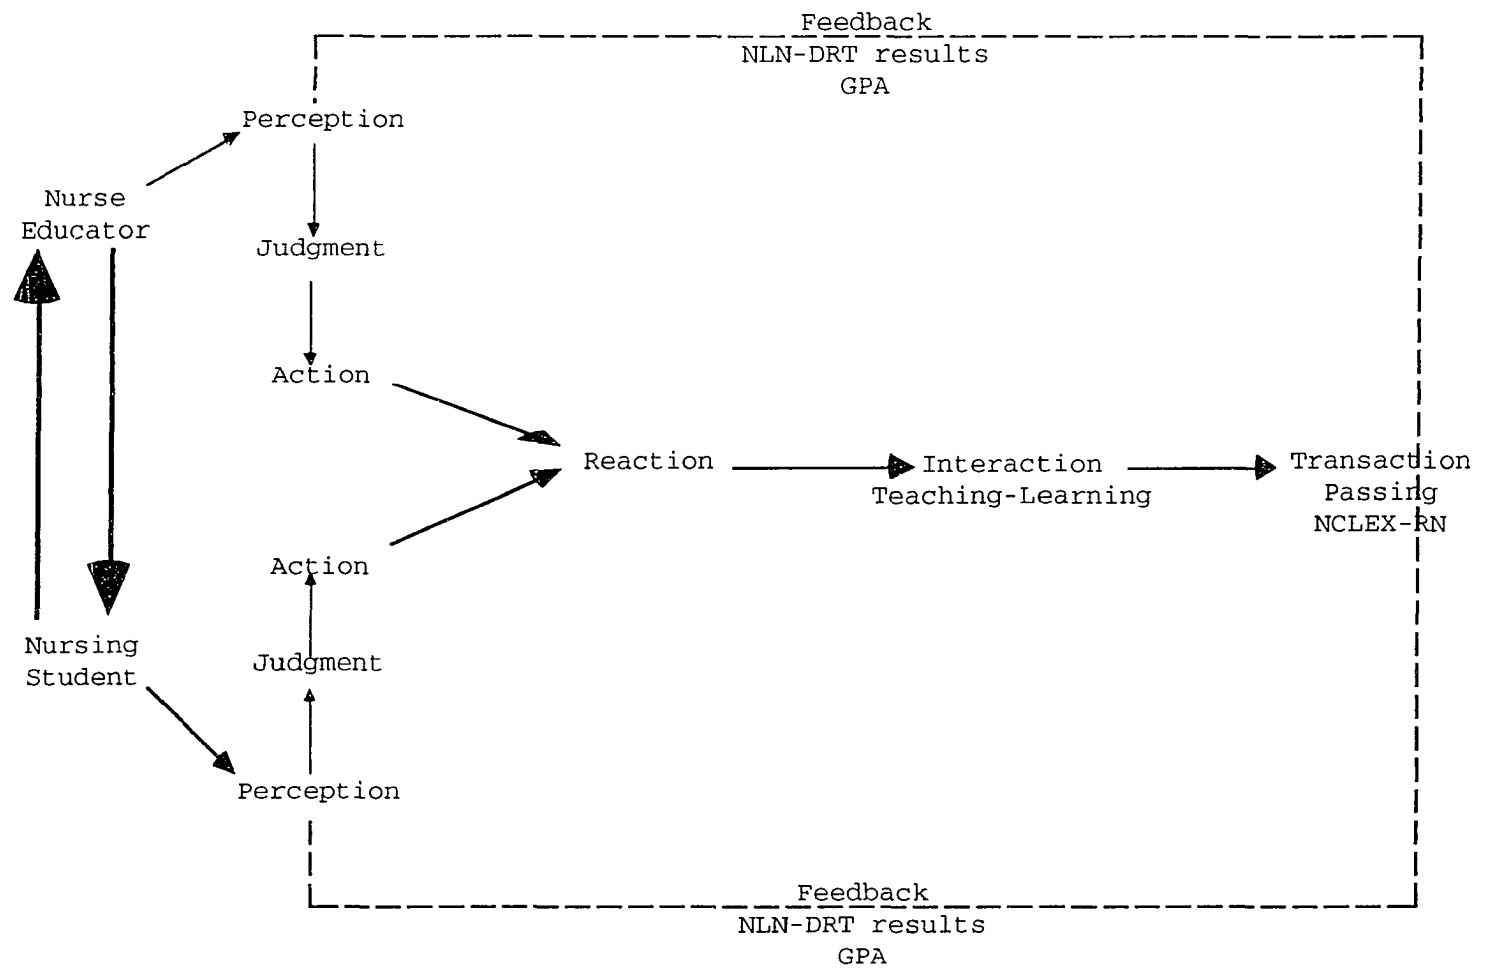 Feedback
NLN-DRT results
GPA
Perception
Nurse
Educator
Judgment
Action
Reaction
Interaction
Teaching-Learning
Transaction
Passing
NCLEX-RN
Action
Nursing
Student
Judgment
Perception
Feedback
NLN-DRT results
GPA